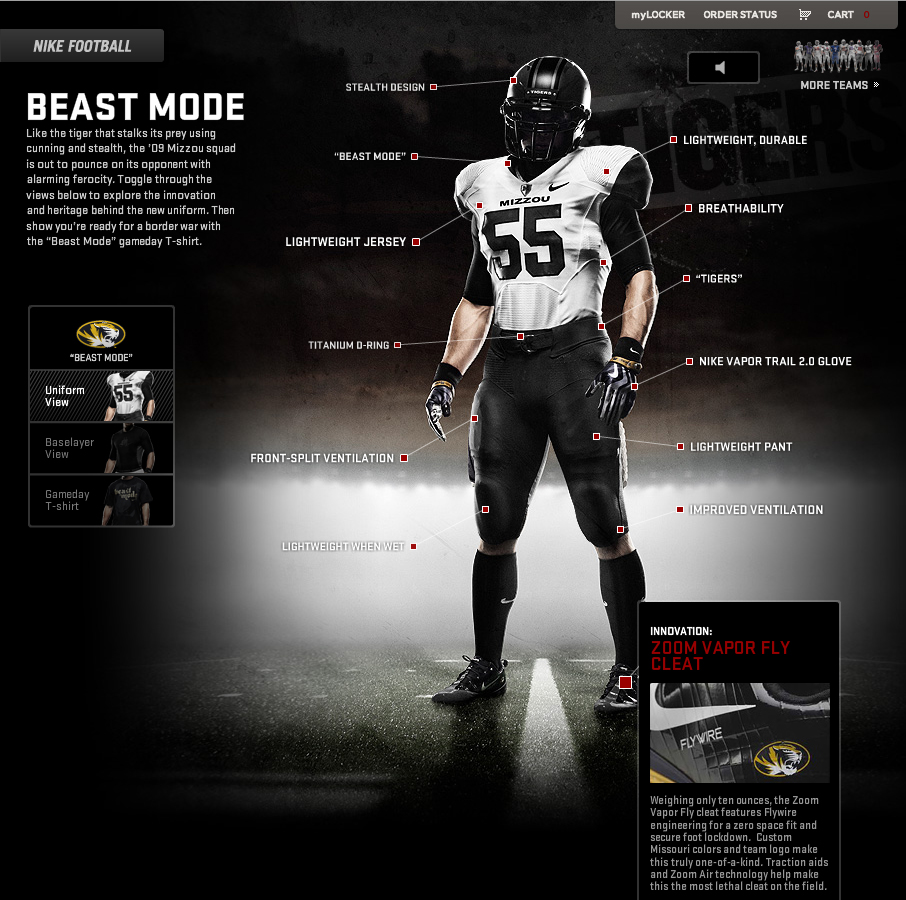 myLOCKER ORDER STATUS CART 0
NIKE FOOTBALL
MORE TEAMS »
BEAST MODE
Like the tiger that stalks its prey using
cunning and stealth, the '09 Mizzou squad
is out to pounce on its opponent with
alarming ferocity. Toggle through the
views below to explore the innovation
and heritage behind the new uniform. Then
show you're ready for a border war with
the "Beast Mode" gameday T-shirt.
"BEAST MODE"
Uniform
View
55
Baselayer
View
Gameday
T-shirt
STEALTH DESIGN
"BEAST MODE"
LIGHTWEIGHT JERSEY
TITANIUM D-RING
FRONT-SPLIT VENTILATION
LIGHTWEIGHT WHEN WET
TIGERS
MIZZOU
55
TIGERS
LIGHTWEIGHT, DURABLE
BREATHABILITY
"TIGERS"
NIKE VAPOR TRAIL 2.0 GLOVE
LIGHTWEIGHT PANT
IMPROVED VENTILATION
INNOVATION:
ZOOM VAPOR FLY
CLEAT
FLYWIRE
Weighing only ten ounces, the Zoom
Vapor Fly cleat features Flywire
engineering for a zero space fit and
secure foot lockdown. Custom
Missouri colors and team logo make
this truly one-of-a-kind. Traction aids
and Zoom Air technology help make
this the most lethal cleat on the field.